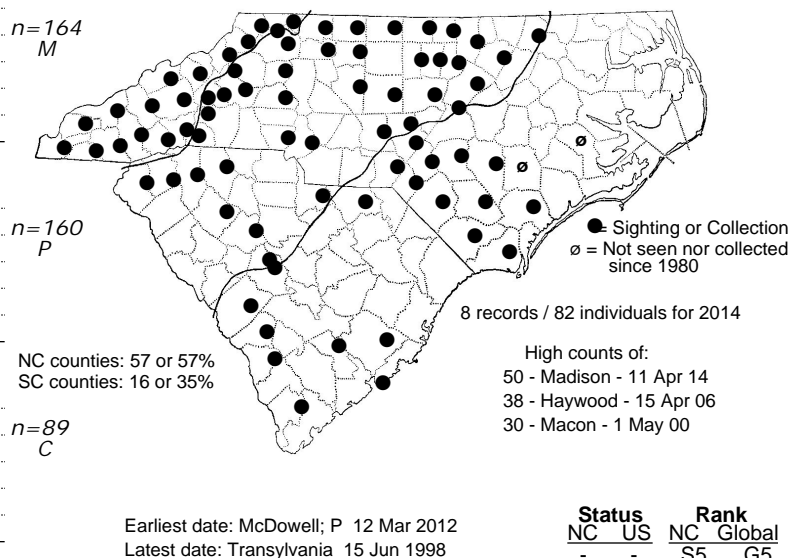 n=164
M
n=160
P
● = Sighting or Collection
ø = Not seen nor collected
since 1980
8 records / 82 individuals for 2014
NC counties: 57 or 57%
SC counties: 16 or 35%
High counts of:
50 - Madison - 11 Apr 14
38 - Haywood - 15 Apr 06
30 - Macon - 1 May 00
n=89
C
Earliest date: McDowell; P 12 Mar 2012
Latest date: Transylvania 15 Jun 1998
Status Rank
NC US NC Global
- - S5 G5